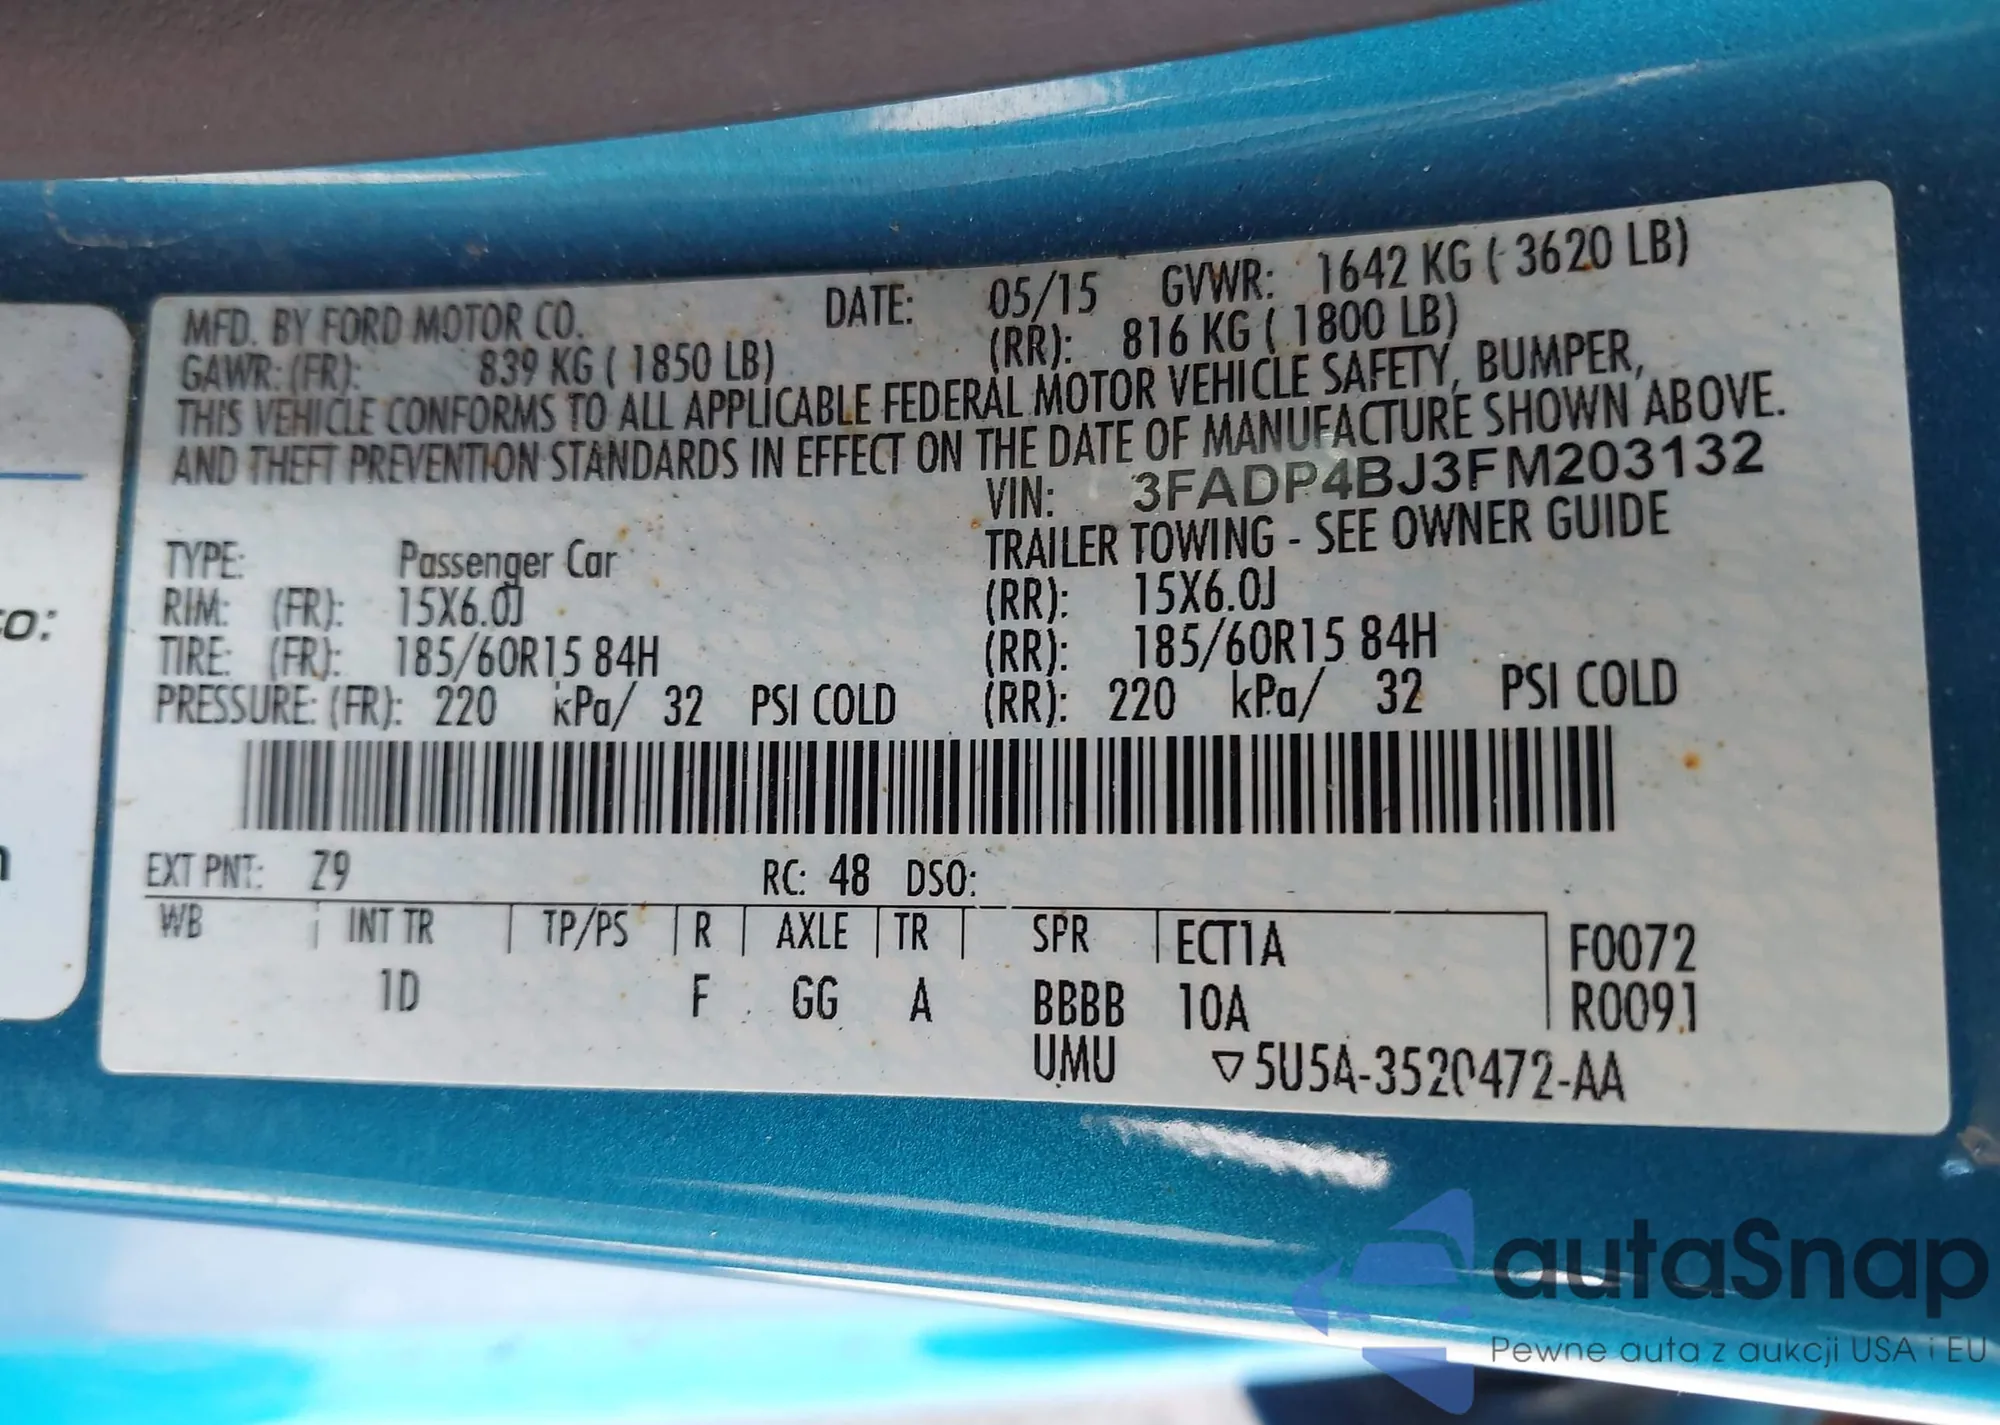 MFD. BY FORD MOTOR CO. DATE: 05/15 GVWR: 1642 KG ( 3620 LB)
GAWR: (FR): 839 KG ( 1850 LB) (RR): 816 KG ( 1800 LB)
THIS VEHICLE CONFORMS TO ALL APPLICABLE FEDERAL MOTOR VEHICLE SAFETY, BUMPER,
AND THEFT PREVENTION STANDARDS IN EFFECT ON THE DATE OF MANUFACTURE SHOWN ABOVE.
VIN: 3FADP4BJ3FM203132
TYPE: Passenger Car TRAILER TOWING - SEE OWNER GUIDE
RIM: (FR): 15X6.0J (RR): 15X6.0J
TIRE: (FR): 185/60R15 84H (RR): 185/60R15 84H
PRESSURE: (FR): 220 kPa/ 32 PSI COLD (RR): 220 kPa/ 32 PSI COLD
EXT PNT: Z9 RC: 48 DSO:
WB INT TR TP/PS R AXLE TR SPR ECT1A F0072
1D F GG A BBBB 10A R0091
UMU ▽5U5A-3520472-AA
autaSnap
Pewne auta z aukcji USA i EU